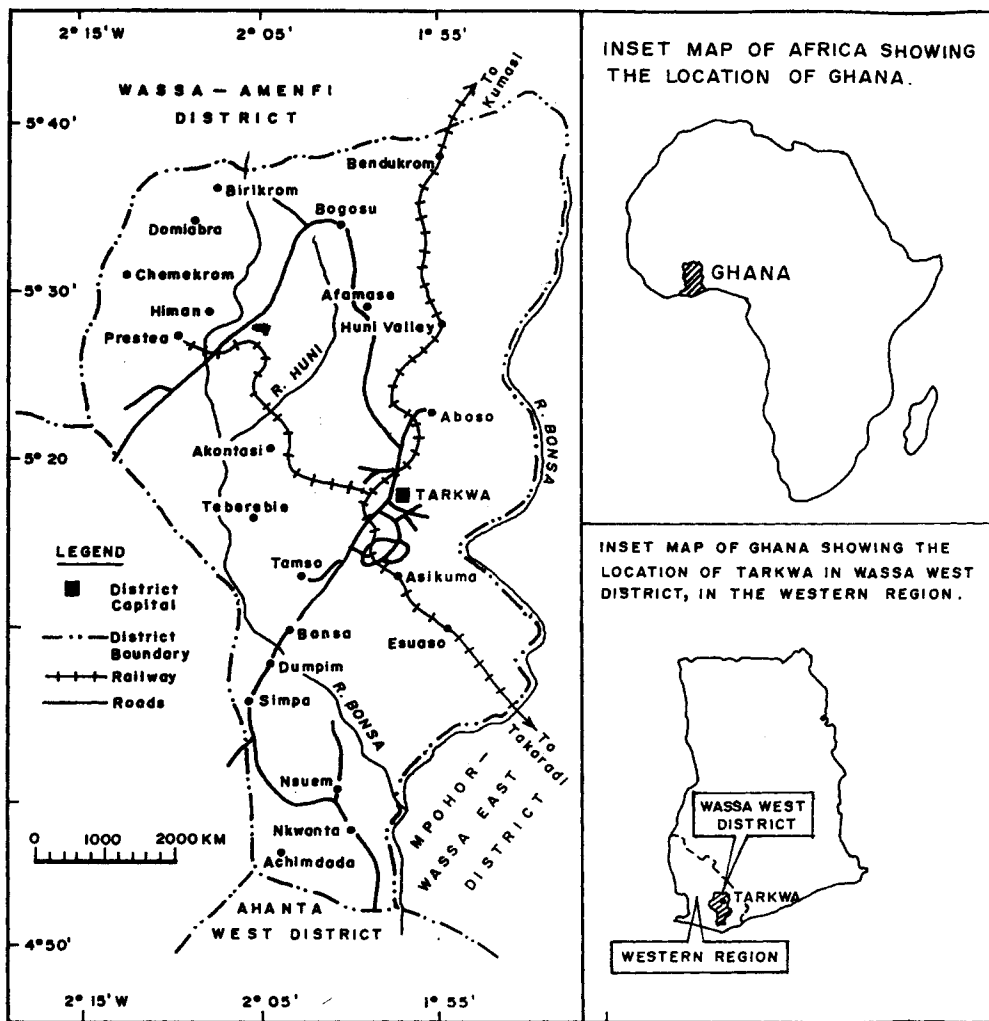 2° 15' W
2° 05'
1° 55'
To
Kumasi
WASSA – AMENFI
DISTRICT
5° 40'
Bendukrom
Birikrom
Bogosu
Domiabra
Chemekrom
5° 30'
Afamase
Himan
Huni Valley
Prestea
R. HUNI
R. BONSA
Aboso
Akontasi
5° 20
TARKWA
Teberebie
LEGEND
District
Capital
District
Boundary
Railway
Roads
Tamso
Asikuma
Bonsa
Esuaso
Dumpim
Simpa
R. BONSA
To
Takoradi
Nsuem
MPOHOR–
WASSA EAST
DISTRICT
0 1000 2000 KM
Nkwanta
Achimdada
AHANTA
WEST DISTRICT
4° 50'
2° 15' W
2° 05'
1° 55'
INSET MAP OF AFRICA SHOWING
THE LOCATION OF GHANA.
GHANA
INSET MAP OF GHANA SHOWING THE
LOCATION OF TARKWA IN WASSA WEST
DISTRICT, IN THE WESTERN REGION.
WASSA WEST
DISTRICT
TARKWA
WESTERN REGION